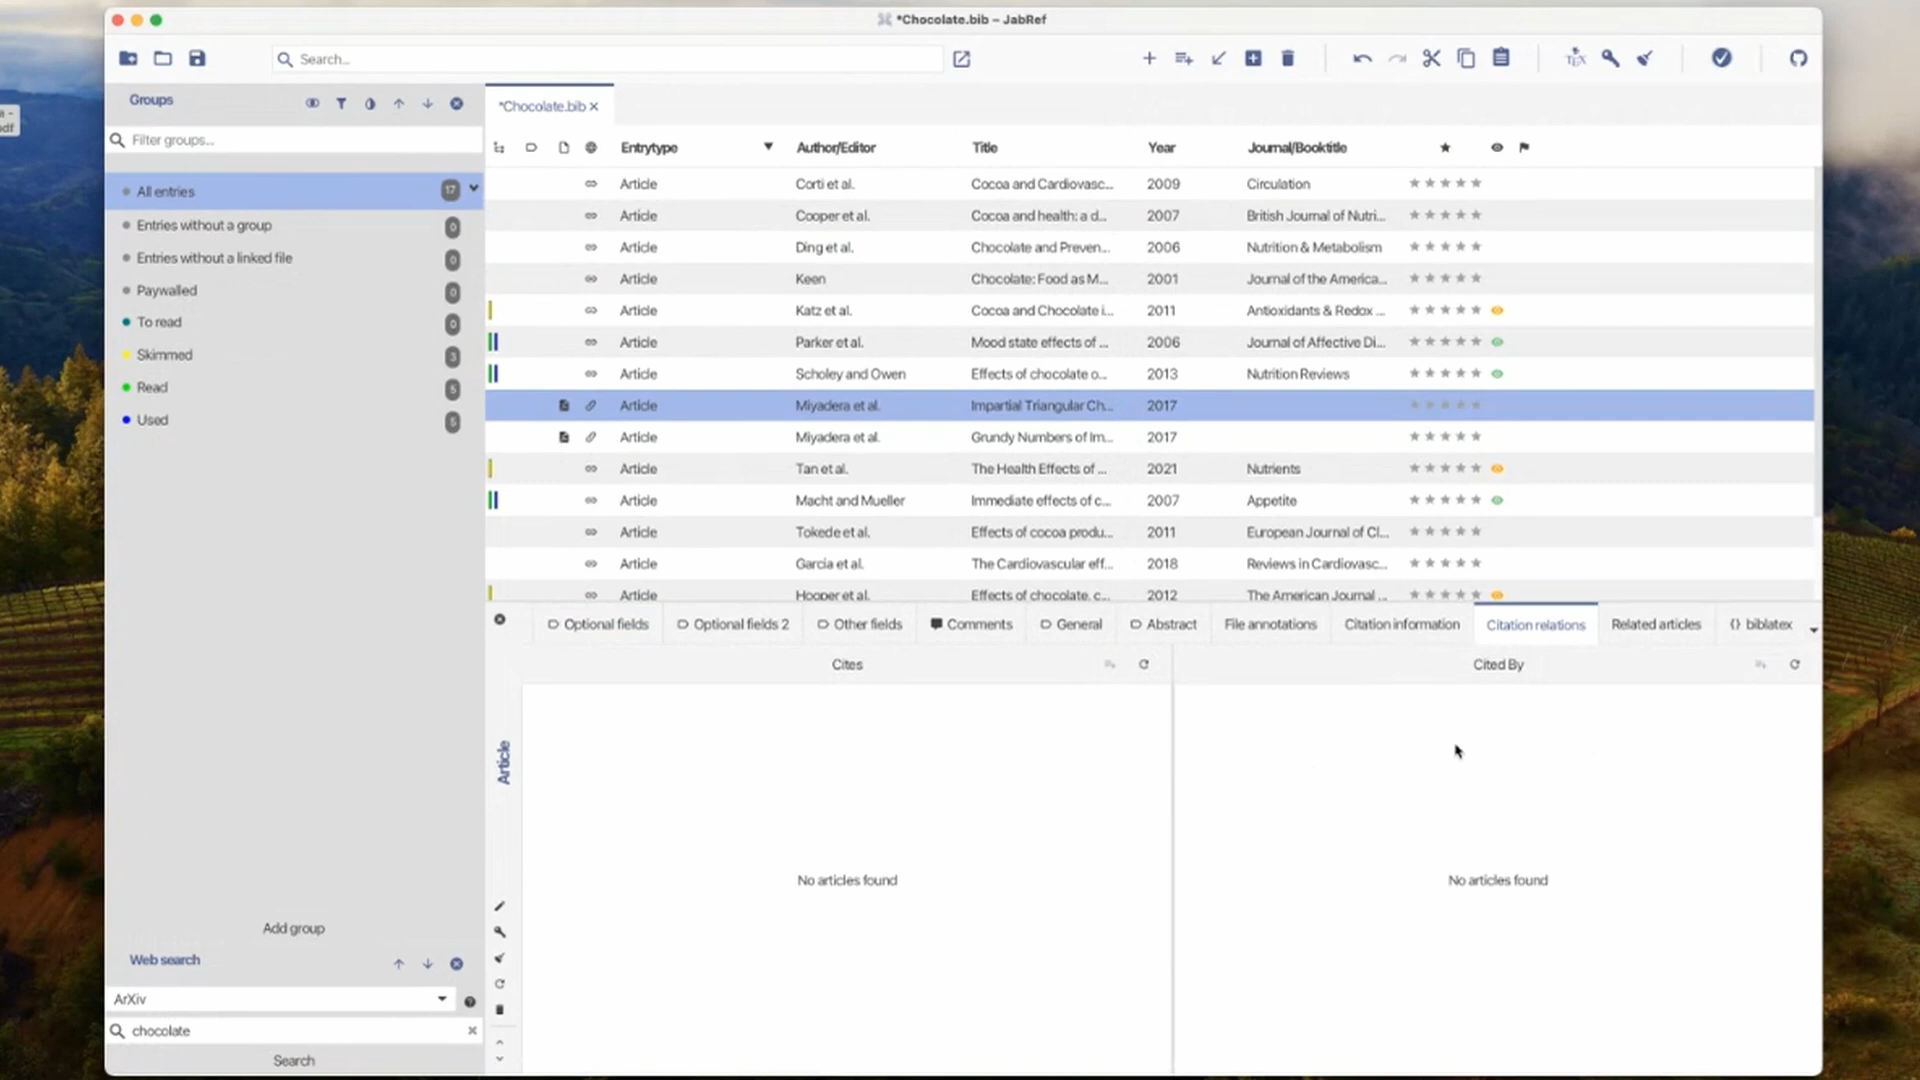 *Chocolate.bib – JabRef
Search...
Groups
Filter groups...
All entries 17
Entries without a group 0
Entries without a linked file 0
Paywalled 0
To read 0
Skimmed 3
Read 5
Used 5
Add group
Web search
ArXiv
chocolate
Search
*Chocolate.bib
Entrytype Author/Editor Title Year Journal/Booktitle
Article Corti et al. Cocoa and Cardiovasc... 2009 Circulation
Article Cooper et al. Cocoa and health: a d... 2007 British Journal of Nutri...
Article Ding et al. Chocolate and Preven... 2006 Nutrition & Metabolism
Article Keen Chocolate: Food as M... 2001 Journal of the America...
Article Katz et al. Cocoa and Chocolate i... 2011 Antioxidants & Redox ...
Article Parker et al. Mood state effects of ... 2006 Journal of Affective Di...
Article Scholey and Owen Effects of chocolate o... 2013 Nutrition Reviews
Article Miyadera et al. Impartial Triangular Ch... 2017
Article Miyadera et al. Grundy Numbers of Im... 2017
Article Tan et al. The Health Effects of ... 2021 Nutrients
Article Macht and Mueller Immediate effects of c... 2007 Appetite
Article Tokede et al. Effects of cocoa produ... 2011 European Journal of Cl...
Article Garcia et al. The Cardiovascular eff... 2018 Reviews in Cardiovasc...
Article Hooper et al. Effects of chocolate, c... 2012 The American Journal ...
Optional fields Optional fields 2 Other fields Comments General Abstract File annotations Citation information Citation relations Related articles {} biblatex
Cites Cited By
Article
No articles found No articles found